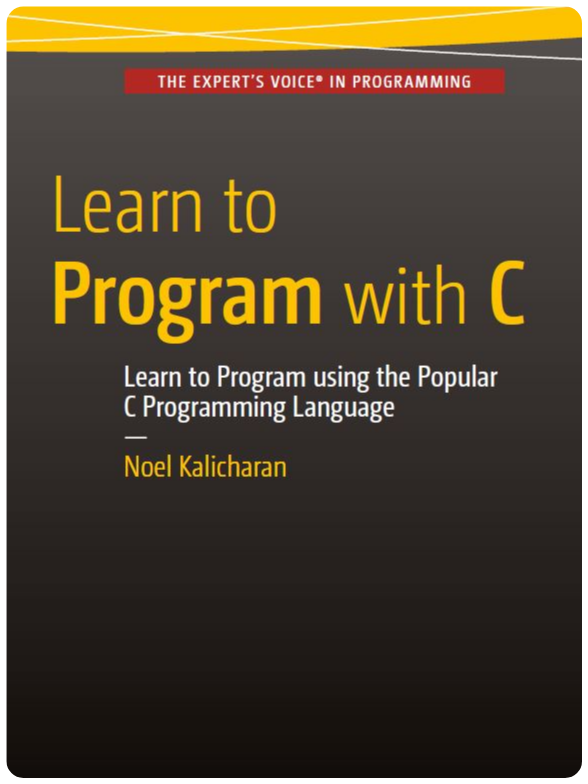 THE EXPERT'S VOICE® IN PROGRAMMING
Learn to
Program with C
Learn to Program using the Popular
C Programming Language
—
Noel Kalicharan